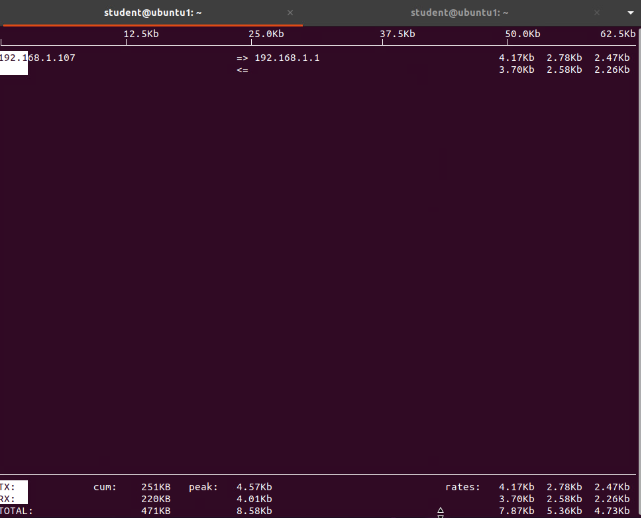 student@ubuntu1: ~ × student@ubuntu1: ~ ×
12.5Kb 25.0Kb 37.5Kb 50.0Kb 62.5Kb
192.168.1.107 => 192.168.1.1 4.17Kb 2.78Kb 2.47Kb
<= 3.70Kb 2.58Kb 2.26Kb
TX: cum: 251KB peak: 4.57Kb rates: 4.17Kb 2.78Kb 2.47Kb
RX: 220KB 4.01Kb 3.70Kb 2.58Kb 2.26Kb
TOTAL: 471KB 8.58Kb 7.87Kb 5.36Kb 4.73Kb